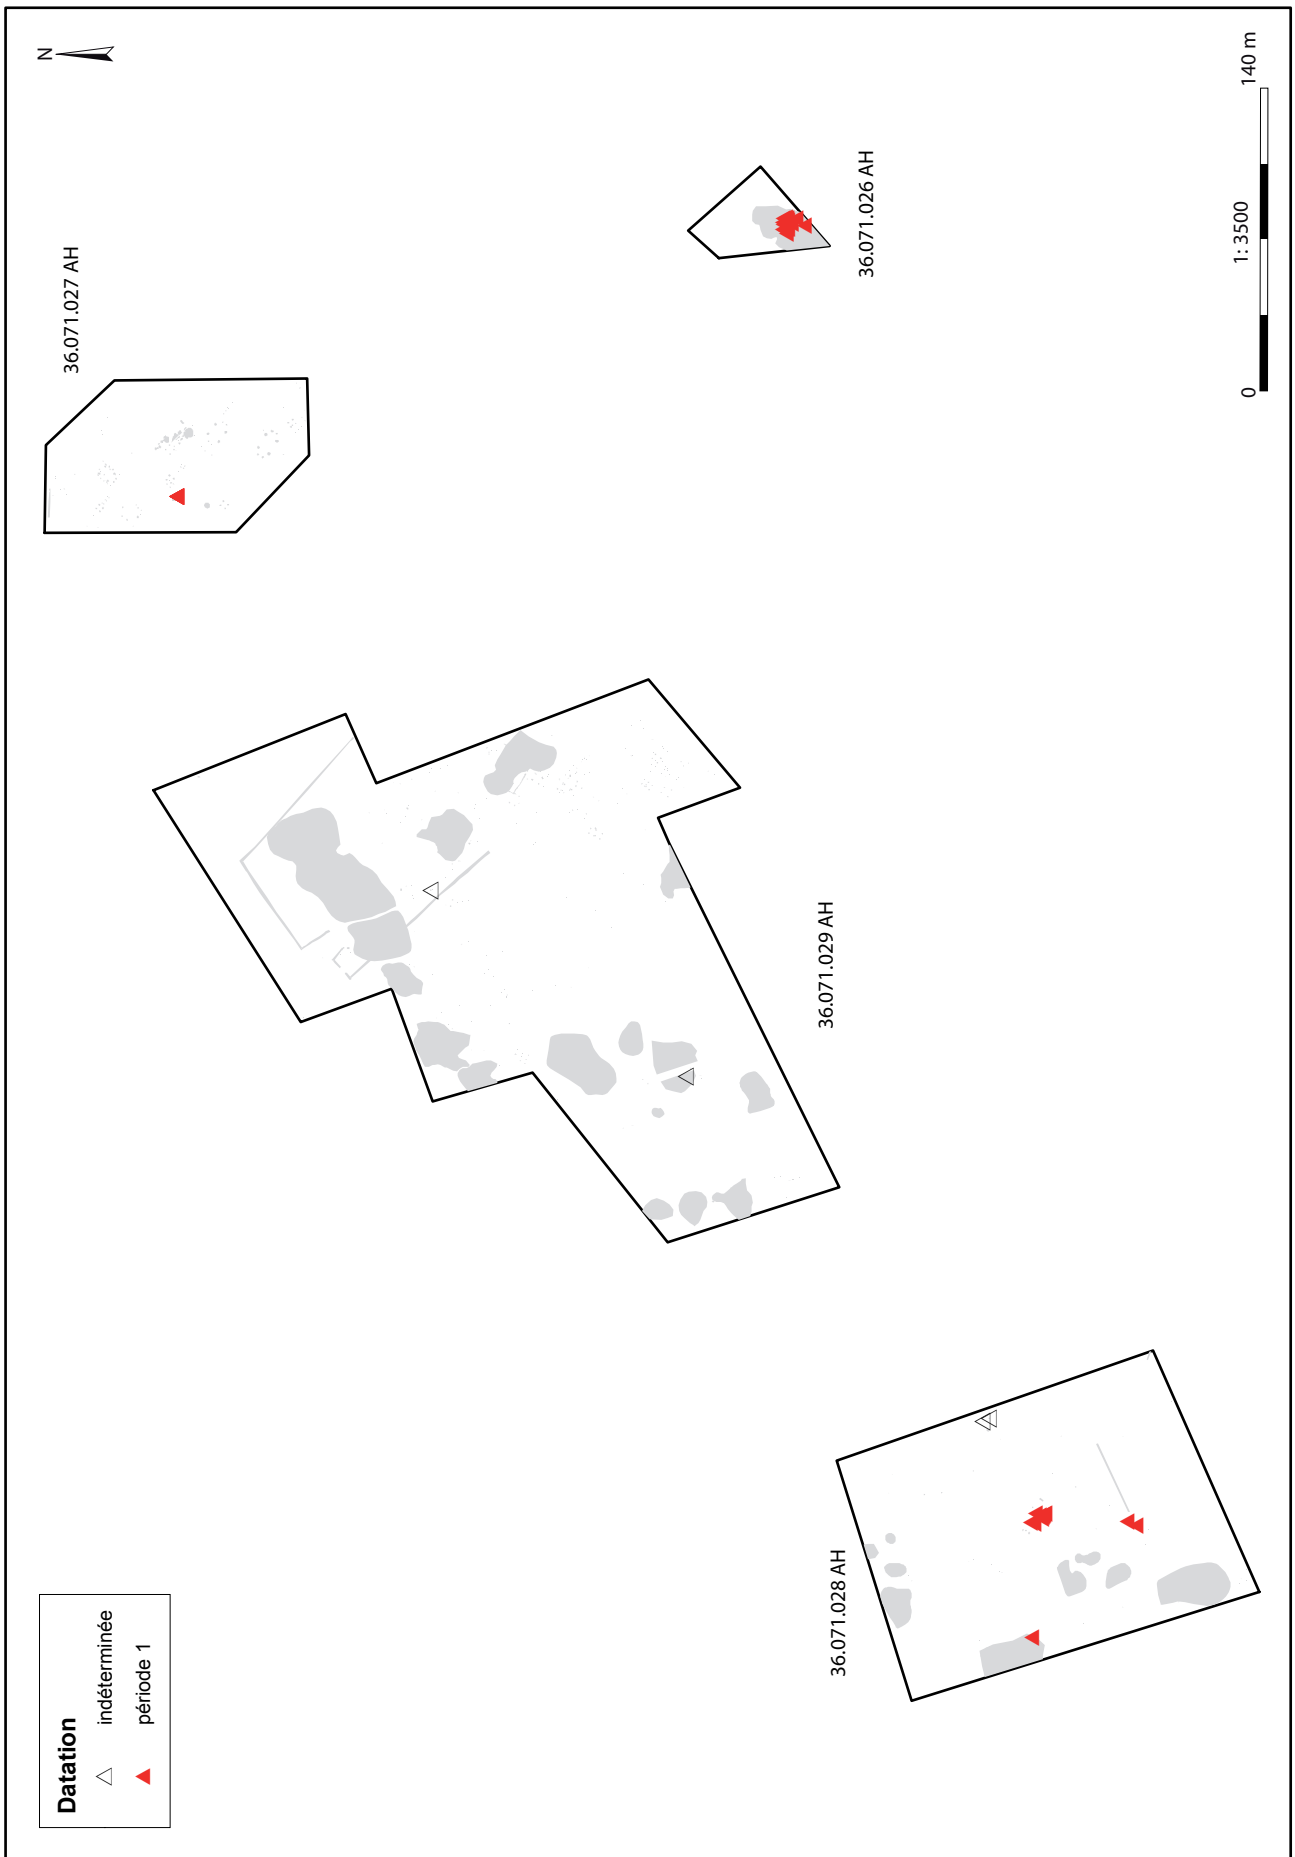 Datation
indéterminée
période 1
36.071.028 AH
36.071.029 AH
36.071.027 AH
36.071.026 AH
N
1: 3500
0
140 m